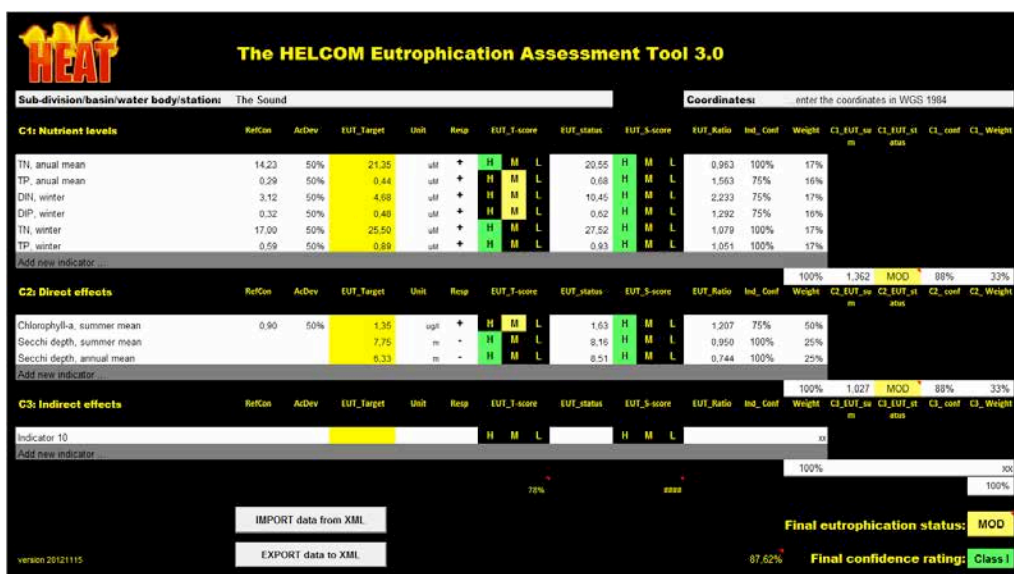 HEAT
The HELCOM Eutrophication Assessment Tool 3.0
Sub-division/basin/water body/station: The Sound Coordinates: ...enter the coordinates in WGS 1984
C1: Nutrient levels RefCon AcDev EUT_Target Unit Resp EUT_T-score EUT_status EUT_S-score EUT_Ratio Ind_Conf Weight C1_EUT_su m C1_EUT_st atus C1_conf C1_Weight
TN, anual mean 14,23 50% 21,35 uM + H M L 20,55 H M L 0,963 100% 17%
TP, anual mean 0,29 50% 0,44 uM + H M L 0,68 H M L 1,563 75% 16%
DIN, winter 3,12 50% 4,68 uM + H M L 10,45 H M L 2,233 75% 17%
DIP, winter 0,32 50% 0,48 uM + H M L 0,62 H M L 1,292 75% 16%
TN, winter 17,00 50% 25,50 uM + H M L 27,52 H M L 1,079 100% 17%
TP, winter 0,59 50% 0,89 uM + H M L 0,93 H M L 1,051 100% 17%
Add new indicator ...
100% 1,362 MOD 88% 33%
C2: Direct effects RefCon AcDev EUT_Target Unit Resp EUT_T-score EUT_status EUT_S-score EUT_Ratio Ind_Conf Weight C2_EUT_su m C2_EUT_st atus C2_conf C2_Weight
Chlorophyll-a, summer mean 0,90 50% 1,35 ug/l + H M L 1,63 H M L 1,207 75% 50%
Secchi depth, summer mean 7,75 m - H M L 8,16 H M L 0,950 100% 25%
Secchi depth, annual mean 6,33 m - H M L 8,51 H M L 0,744 100% 25%
Add new indicator ...
100% 1,027 MOD 88% 33%
C3: Indirect effects RefCon AcDev EUT_Target Unit Resp EUT_T-score EUT_status EUT_S-score EUT_Ratio Ind_Conf Weight C3_EUT_su m C3_EUT_st atus C3_conf C3_Weight
Indicator 10 H M L H M L xx
Add new indicator ...
100% xx
78% #### 100%
IMPORT data from XML
Final eutrophication status: MOD
EXPORT data to XML
version 20121115 87,62% Final confidence rating: Class I